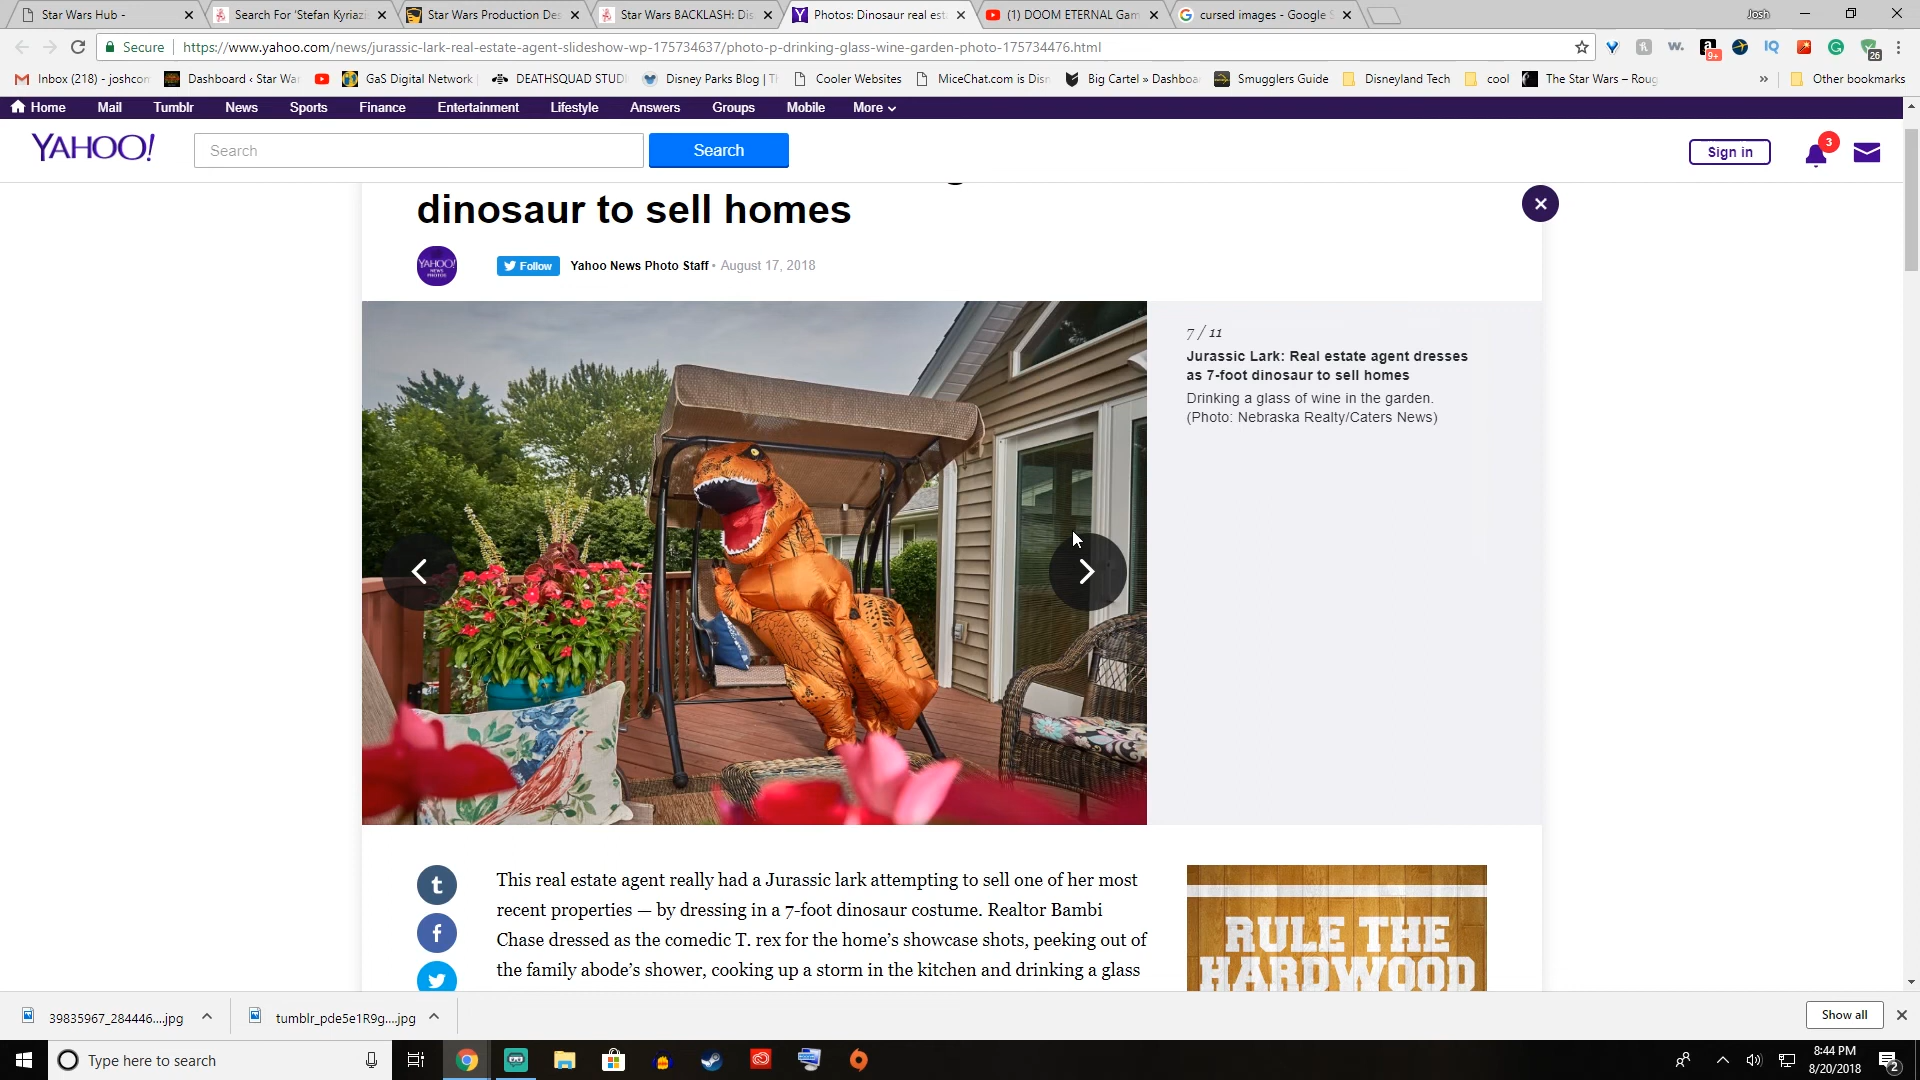 Star Wars Hub -
Search For 'Stefan Kyriazi
Star Wars Production Des
Star Wars BACKLASH: Dis
Photos: Dinosaur real est
(1) DOOM ETERNAL Gam
cursed images - Google S
Josh
Secure
https://www.yahoo.com/news/jurassic-lark-real-estate-agent-slideshow-wp-175734637/photo-p-drinking-glass-wine-garden-photo-175734476.html
w.
9+
IQ
26
Inbox (218) - joshcor
Dashboard ‹ Star War
GaS Digital Network
DEATHSQUAD STUDI
Disney Parks Blog | Th
Cooler Websites
MiceChat.com is Disn
Big Cartel » Dashboa
Smugglers Guide
Disneyland Tech
cool
The Star Wars – Roug
»
Other bookmarks
Home
Mail
Tumblr
News
Sports
Finance
Entertainment
Lifestyle
Answers
Groups
Mobile
More
YAHOO!
Search
Search
Sign in
3
dinosaur to sell homes
YAHOO!
NEWS
PHOTOS
Follow
Yahoo News Photo Staff • August 17, 2018
7 / 11
Jurassic Lark: Real estate agent dresses
as 7-foot dinosaur to sell homes
Drinking a glass of wine in the garden.
(Photo: Nebraska Realty/Caters News)
This real estate agent really had a Jurassic lark attempting to sell one of her most
recent properties — by dressing in a 7-foot dinosaur costume. Realtor Bambi
Chase dressed as the comedic T. rex for the home's showcase shots, peeking out of
the family abode's shower, cooking up a storm in the kitchen and drinking a glass
RULE THE
HARDWOOD
39835967_284446....jpg
tumblr_pde5e1R9g....jpg
Show all
Type here to search
8:44 PM
8/20/2018
2